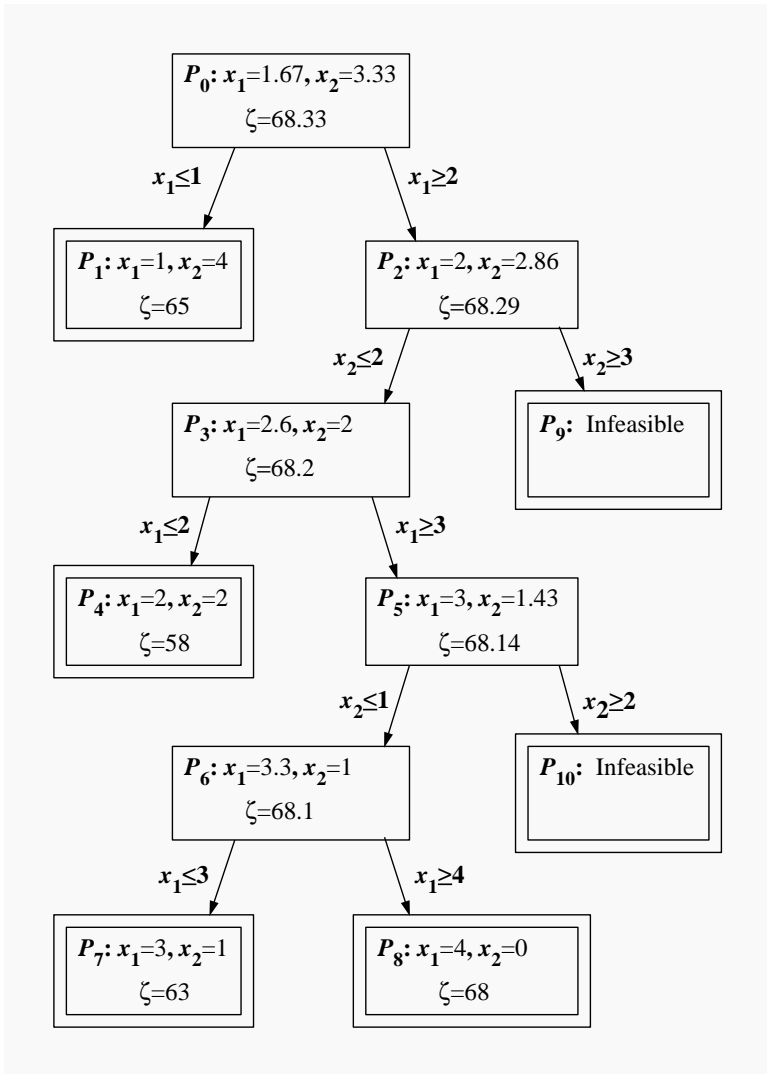 P₀: x₁=1.67, x₂=3.33
ζ=68.33
x₁≤1
x₁≥2
P₁: x₁=1, x₂=4
ζ=65
P₂: x₁=2, x₂=2.86
ζ=68.29
x₂≤2
x₂≥3
P₃: x₁=2.6, x₂=2
ζ=68.2
P₉: Infeasible
x₁≤2
x₁≥3
P₄: x₁=2, x₂=2
ζ=58
P₅: x₁=3, x₂=1.43
ζ=68.14
x₂≤1
x₂≥2
P₆: x₁=3.3, x₂=1
ζ=68.1
P₁₀: Infeasible
x₁≤3
x₁≥4
P₇: x₁=3, x₂=1
ζ=63
P₈: x₁=4, x₂=0
ζ=68